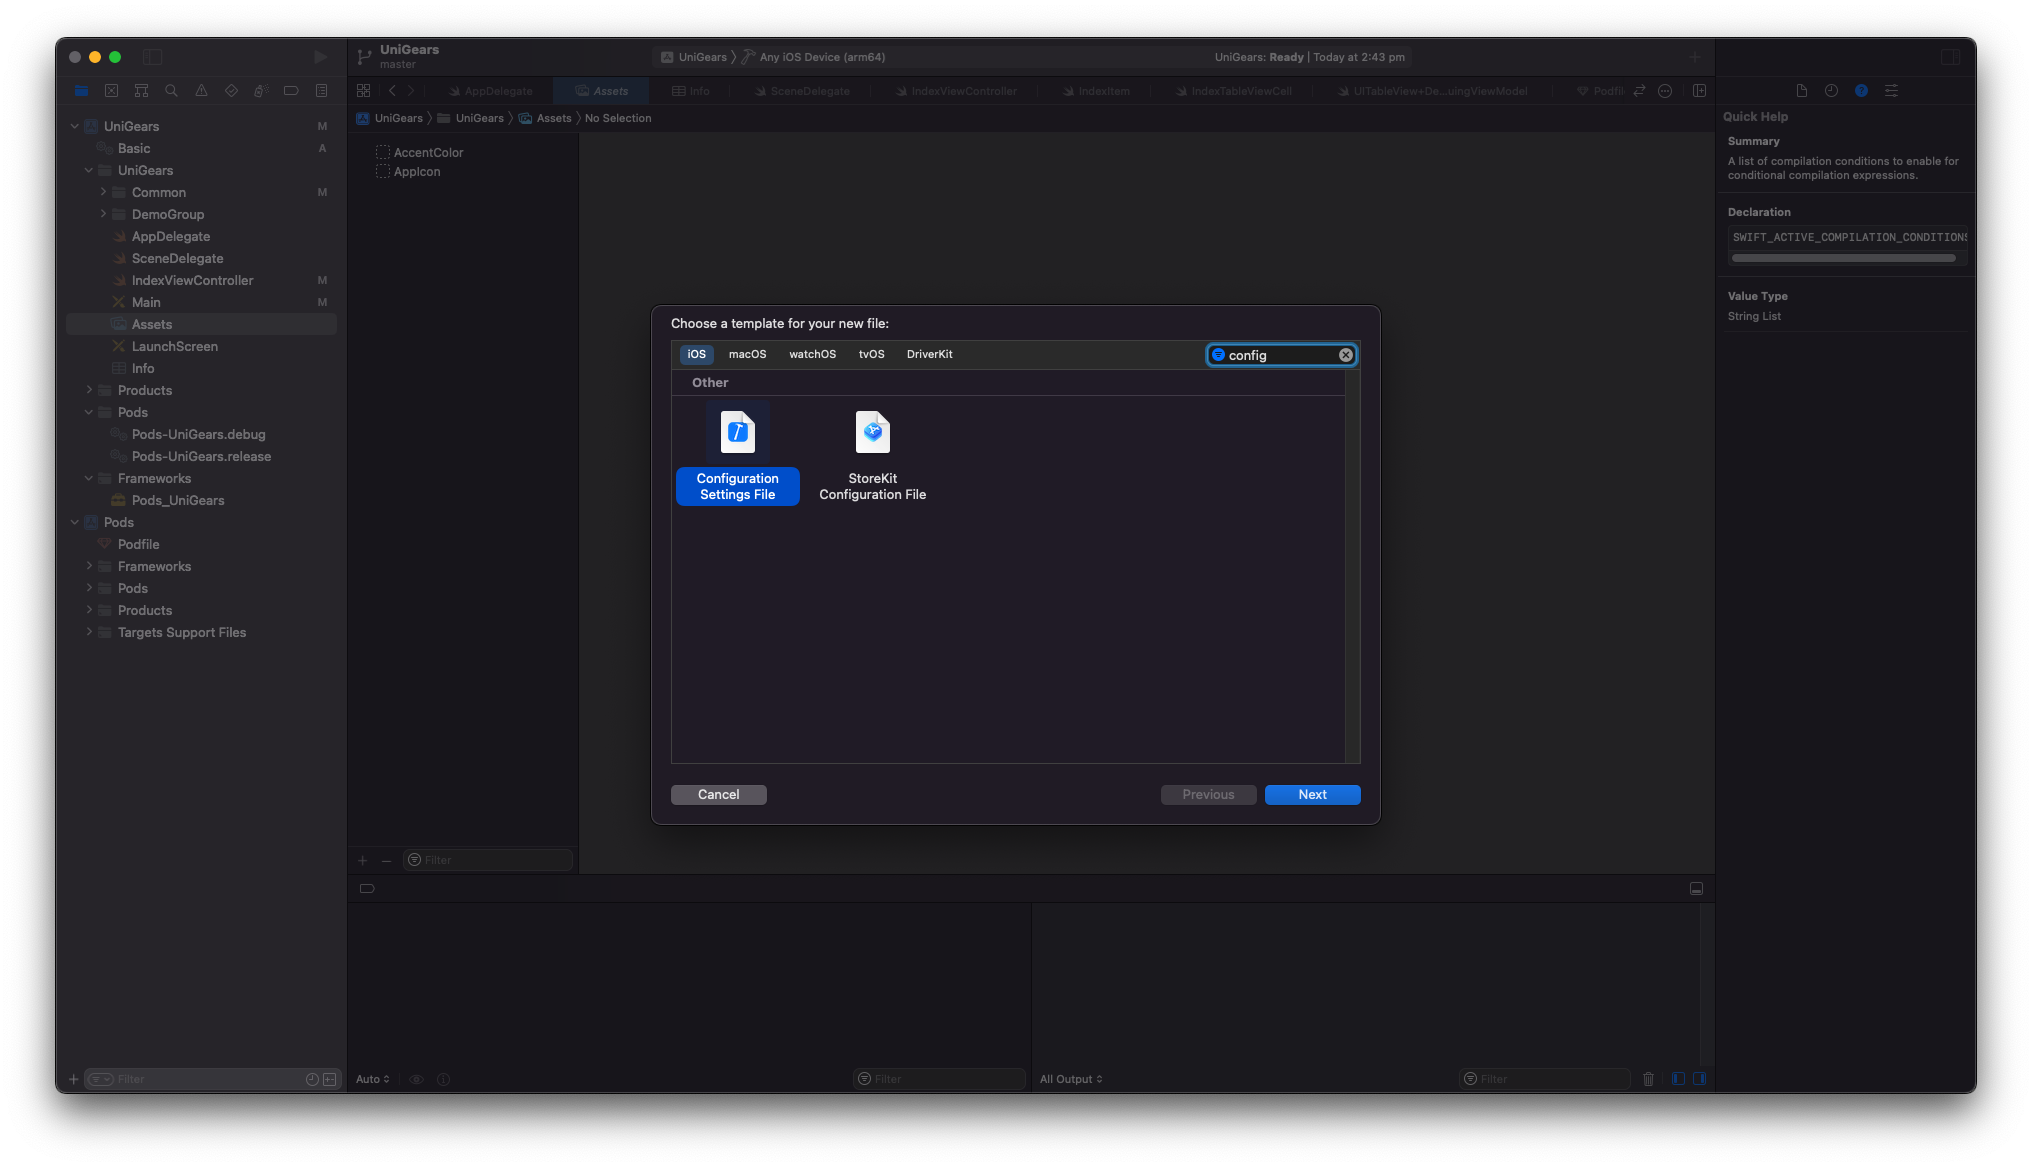 UniGears
master
UniGears
Any iOS Device (arm64)
UniGears: Ready | Today at 2:43 pm
AppDelegate
Assets
Info
SceneDelegate
IndexViewController
IndexItem
IndexTableViewCell
UITableView+De...uingViewModel
Podfil
UniGears
UniGears
Assets
No Selection
UniGears M
Basic A
UniGears
Common M
DemoGroup
AppDelegate
SceneDelegate
IndexViewController M
Main M
Assets
LaunchScreen
Info
Products
Pods
Pods-UniGears.debug
Pods-UniGears.release
Frameworks
Pods_UniGears
Pods
Podfile
Frameworks
Pods
Products
Targets Support Files
Filter
AccentColor
AppIcon
Filter
Choose a template for your new file:
iOS
macOS
watchOS
tvOS
DriverKit
config
Other
Configuration
Settings File
StoreKit
Configuration File
Cancel
Previous
Next
Auto
Filter
All Output
Filter
Quick Help
Summary
A list of compilation conditions to enable for
conditional compilation expressions.
Declaration
SWIFT_ACTIVE_COMPILATION_CONDITIONS
Value Type
String List